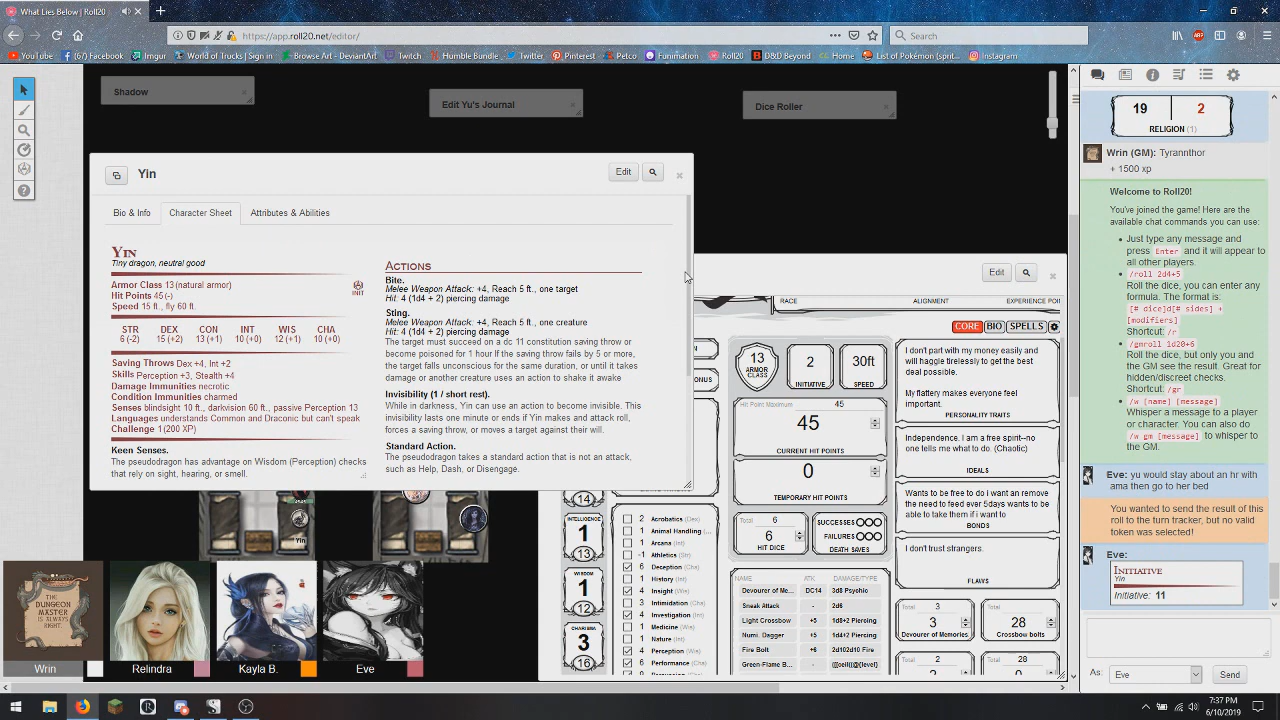 What Lies Below | Roll20
https://app.roll20.net/editor/
Search
YouTube
(67) Facebook
Imgur
World of Trucks | Sign in
Browse Art - DeviantArt
Twitch
Humble Bundle
Twitter
Pinterest
Petco
Funimation
Roll20
D&D Beyond
Home
List of Pokémon (sprit...
Instagram
Shadow
Edit Yu's Journal
Dice Roller
Yin
Edit
Bio & Info
Character Sheet
Attributes & Abilities
YIN
Tiny dragon, neutral good
Armor Class 13 (natural armor)
Hit Points 45 (-)
Speed 15 ft., fly 60 ft.
INIT
STR DEX CON INT WIS CHA
6 (-2) 15 (+2) 13 (+1) 10 (+0) 12 (+1) 10 (+0)
Saving Throws Dex +4, Int +2
Skills Perception +3, Stealth +4
Damage Immunities necrotic
Condition Immunities charmed
Senses blindsight 10 ft., darkvision 60 ft., passive Perception 13
Languages understands Common and Draconic but can't speak
Challenge 1 (200 XP)
Keen Senses.
The pseudodragon has advantage on Wisdom (Perception) checks
that rely on sight, hearing, or smell.
ACTIONS
Bite.
Melee Weapon Attack: +4, Reach 5 ft., one target
Hit: 4 (1d4 + 2) piercing damage
Sting.
Melee Weapon Attack: +4, Reach 5 ft., one creature
Hit: 4 (1d4 + 2) piercing damage
The target must succeed on a dc 11 constitution saving throw or
become poisoned for 1 hour If the saving throw fails by 5 or more,
the target falls unconscious for the same duration, or until it takes
damage or another creature uses an action to shake it awake
Invisibility (1 / short rest).
While in darkness, Yin can use an action to become invisible. This
invisibility lasts one minute or ends if Yin makes and attack roll,
forces a saving throw, or moves a target against their will.
Standard Action.
The pseudodragon takes a standard action that is not an attack,
such as Help, Dash, or Disengage.
Edit
RACE
ALIGNMENT
EXPERIENCE POI
CORE
BIO
SPELLS
ONUS
13
ARMOR
CLASS
2
INITIATIVE
30ft
SPEED
Hit Point Maximum 45
45
CURRENT HIT POINTS
0
TEMPORARY HIT POINTS
Total 6
6
HIT DICE
SUCCESSES
FAILURES
DEATH SAVES
I don't part with my money easily and
will haggle tirelessly to get the best
deal possible.
My flattery makes everyone feel
important.
PERSONALITY TRAITS
Independence. I am a free spirit–no
one tells me what to do. (Chaotic)
IDEALS
Wants to be free to do i want an remove
the need to feed ever 5days wants to be
able to take them if i want to
BONDS
I don't trust strangers.
FLAWS
14
INTELLIGENCE
1
13
WISDOM
1
12
CHARISMA
3
16
2 Acrobatics (Dex)
1 Animal Handling (...
1 Arcana (Int)
-1 Athletics (Str)
6 Deception (Cha)
1 History (Int)
4 Insight (Wis)
3 Intimidation (Cha)
4 Investigation (Int)
1 Medicine (Wis)
1 Nature (Int)
4 Perception (Wis)
6 Performance (Cha)
NAME ATK DAMAGE/TYPE
Devourer of Me... DC14 3d8 Psychic
Sneak Attack - 2d6
Light Crossbow +5 1d8+2 Piercing
Numi. Dagger +5 1d4+2 Piercing
Fire Bolt +6 2d102d10 Fire
Green-Flame B... - [[(ceil((@{level}
Total 3
3
Devourer of Memories
Total 28
28
Crossbow bolts
Total 2
Total 28
Yin
THE
DUNGEON
MASTER
IS ALWAYS
RIGHT.
Wrin
Relindra
Kayla B.
Eve
19 2
RELIGION (1)
Wrin (GM): Tyrannthor
+ 1500 xp
Welcome to Roll20!
You've joined the game! Here are the
available chat commands you can use:
Just type any message and
press Enter and it will appear to
all other players.
/roll 2d4+5
Roll the dice, you can enter any
formula. The format is:
[# dice]d[# sides] +
[modifiers]
Shortcut: /r
/gmroll 1d20+6
Roll the dice, but only you and
the GM see the result. Great for
hidden/discreet checks.
Shortcut: /gr
/w [name] [message]
Whisper a message to a player
or character. You can also do
/w gm [message] to whisper to
the GM.
Eve: yu would stay about an hr with
ama then go to her bed
You wanted to send the result of this
roll to the turn tracker, but no valid
token was selected!
Eve:
INITIATIVE
Yin
Initiative: 11
As:
Eve
Send
7:37 PM
6/10/2019